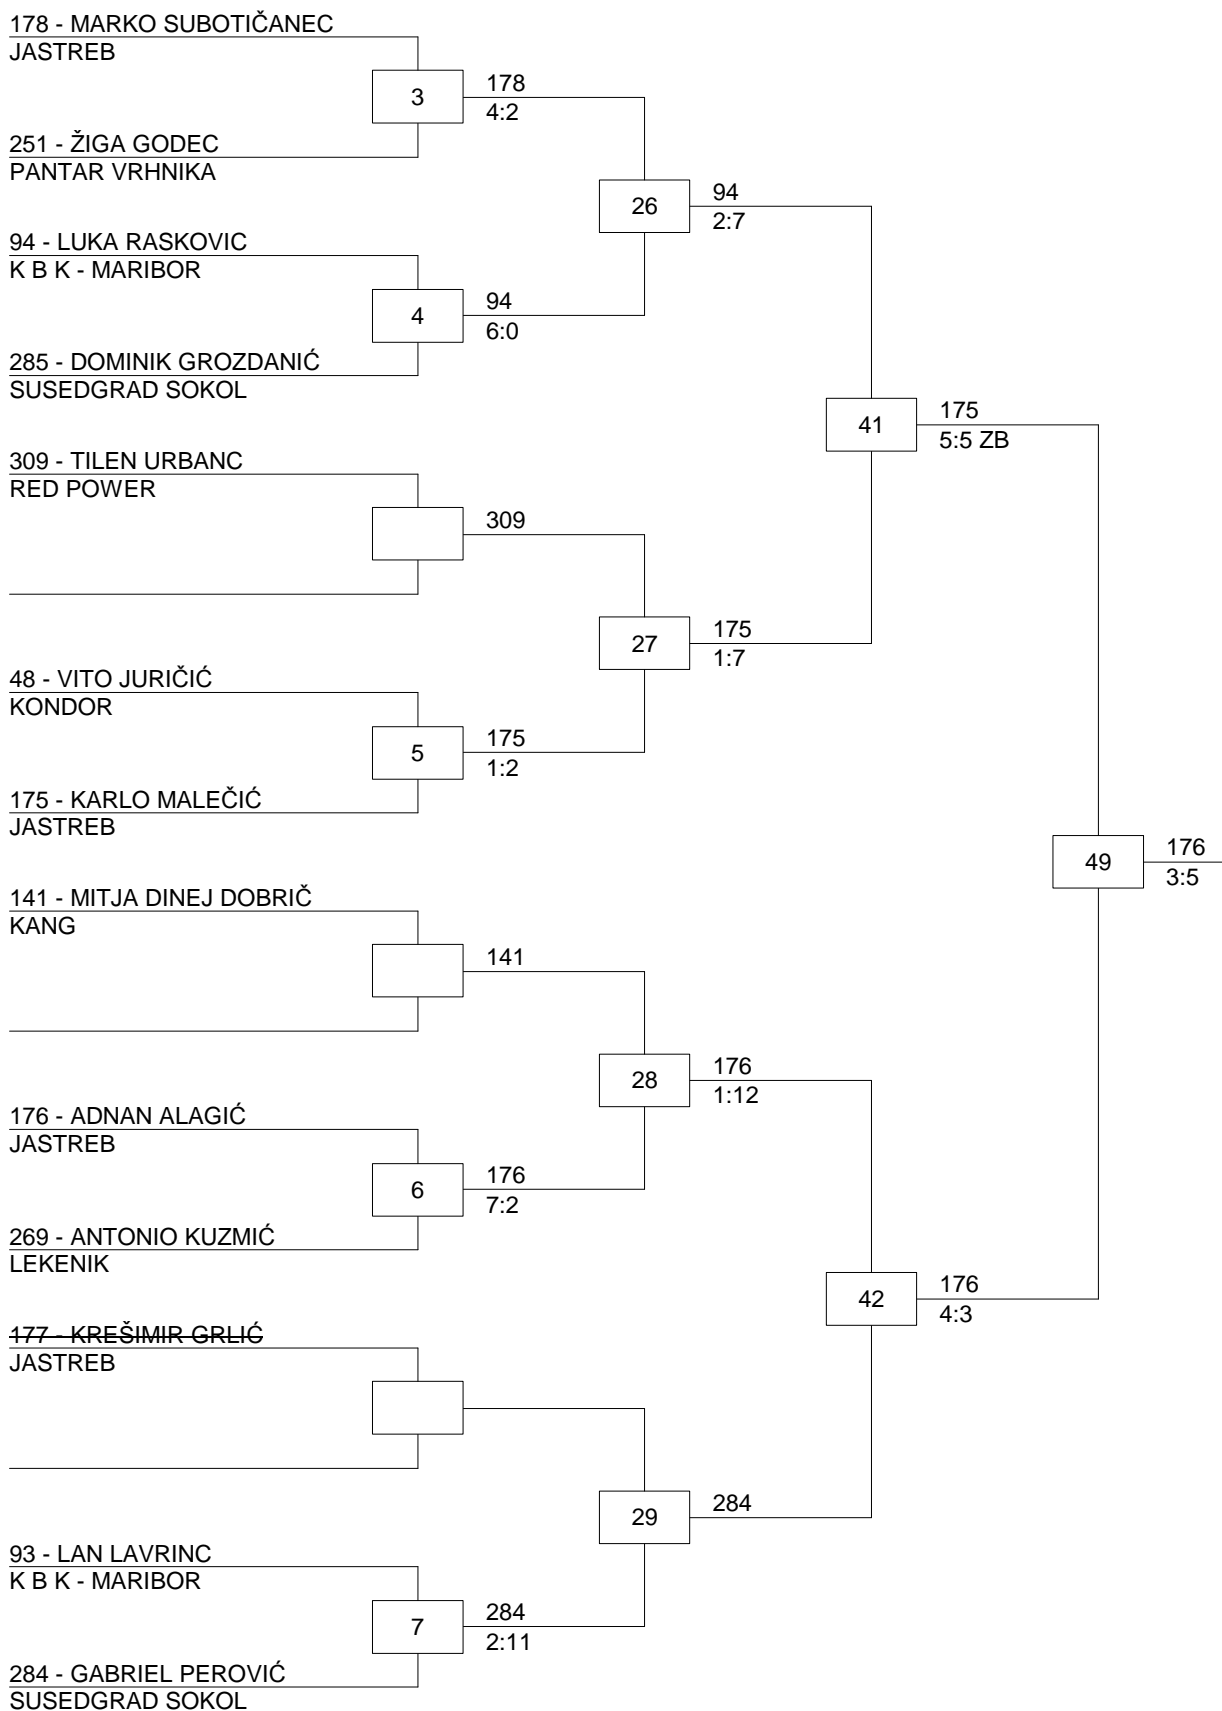 178 - MARKO SUBOTIČANEC
JASTREB
3
178
4:2
251 - ŽIGA GODEC
PANTAR VRHNIKA
26
94
2:7
94 - LUKA RASKOVIC
K B K - MARIBOR
4
94
6:0
285 - DOMINIK GROZDANIĆ
SUSEDGRAD SOKOL
41
175
5:5 ZB
309 - TILEN URBANC
RED POWER
309
27
175
1:7
48 - VITO JURIČIĆ
KONDOR
5
175
1:2
175 - KARLO MALEČIĆ
JASTREB
49
176
3:5
141 - MITJA DINEJ DOBRIČ
KANG
141
28
176
1:12
176 - ADNAN ALAGIĆ
JASTREB
6
176
7:2
269 - ANTONIO KUZMIĆ
LEKENIK
42
176
4:3
177 - KREŠIMIR GRLIĆ
JASTREB
29
284
93 - LAN LAVRINC
K B K - MARIBOR
7
284
2:11
284 - GABRIEL PEROVIĆ
SUSEDGRAD SOKOL